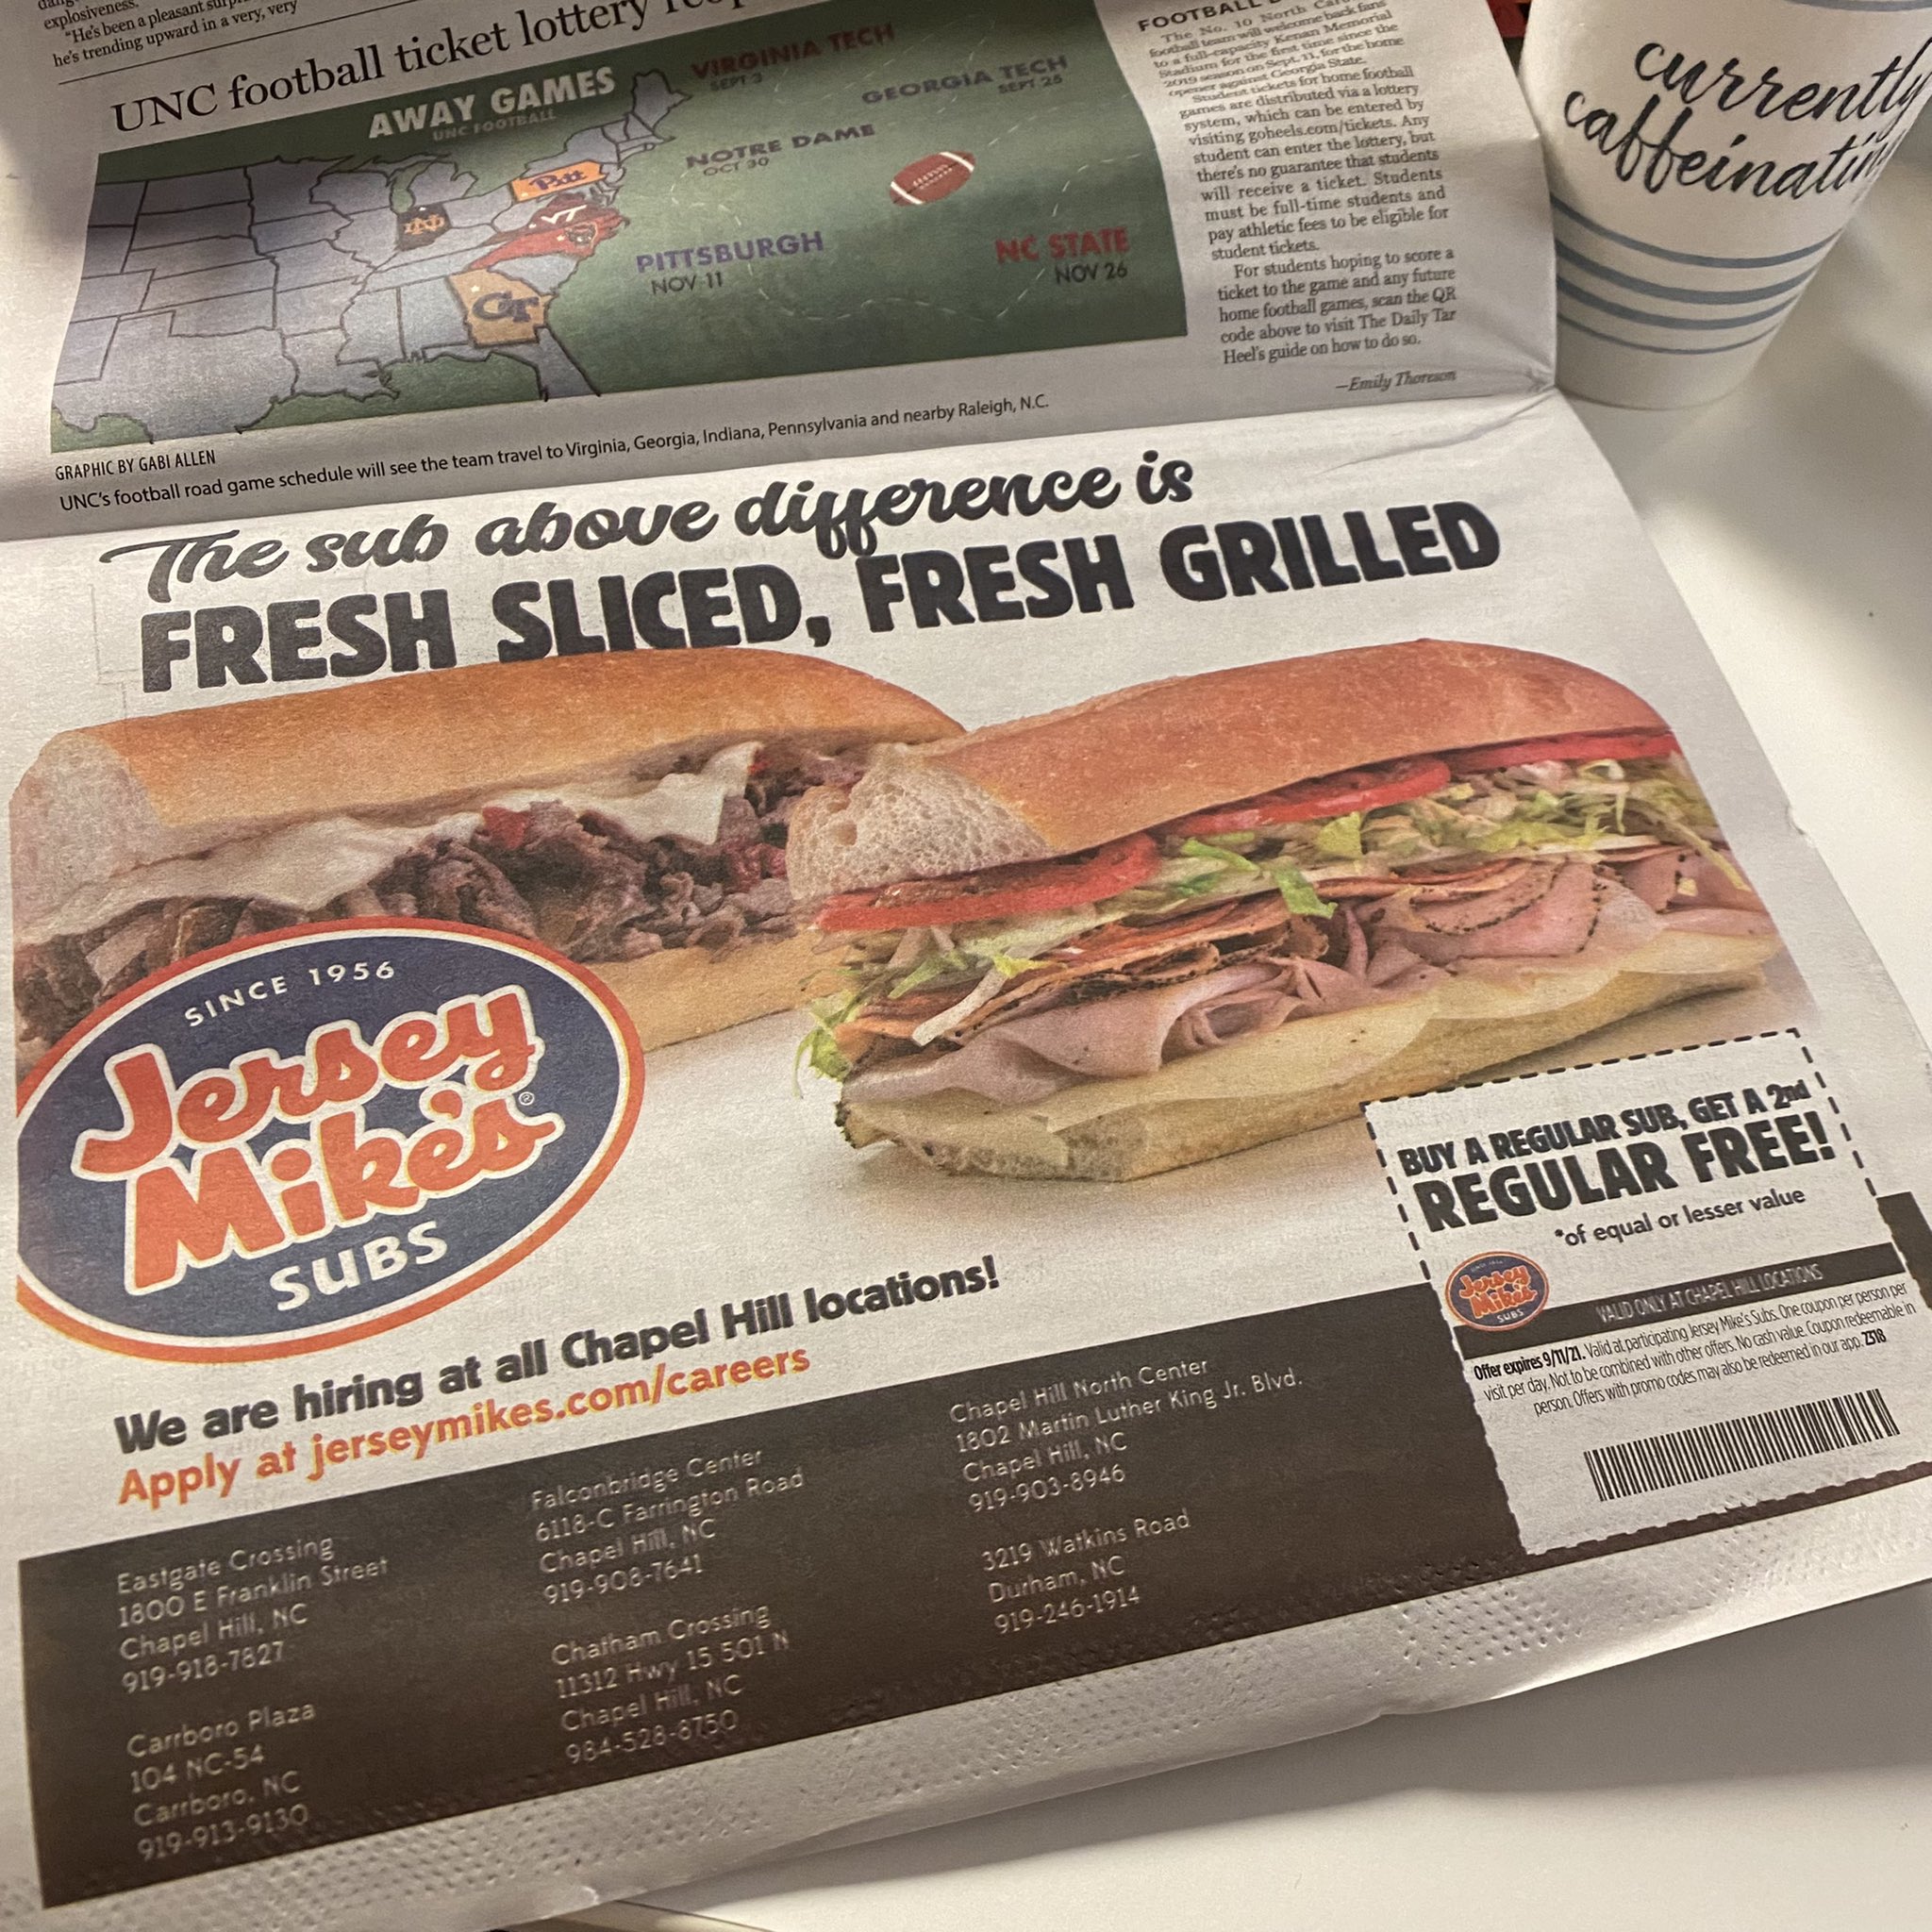 explosiveness.
"He's been a pleasant
he's trending upward in a very, very
UNC football ticket lottery
AWAY GAMES
UNC FOOTBALL
VIRGINIA TECH
SEPT 3
GEORGIA TECH
SEPT 25
NOTRE DAME
OCT 30
PITTSBURGH
NOV 11
NC STATE
NOV 26
Pitt
ND
VT
GT
GRAPHIC BY GABI ALLEN
UNC's football road game schedule will see the team travel to Virginia, Georgia, Indiana, Pennsylvania and nearby Raleigh, N.C.
FOOTBALL
The No. 10 North
football team will welcome back fans
to a full-capacity Kenan Memorial
Stadium for the first time since the
2019 season on Sept. 11, for the home
opener against Georgia State.
Student tickets for home football
games are distributed via a lottery
system, which can be entered by
visiting goheels.com/tickets. Any
student can enter the lottery, but
there's no guarantee that students
will receive a ticket. Students
must be full-time students and
pay athletic fees to be eligible for
student tickets.
For students hoping to score a
ticket to the game and any future
home football games, scan the QR
code above to visit The Daily Tar
Heel's guide on how to do so.
—Emily Thoreson
currently
caffeinating
The sub above difference is
FRESH SLICED, FRESH GRILLED
SINCE 1956
Jersey
Mike's®
SUBS
We are hiring at all Chapel Hill locations!
Apply at jerseymikes.com/careers
Eastgate Crossing
1800 E Franklin Street
Chapel Hill, NC
919-918-7827
Carrboro Plaza
104 NC-54
Carrboro, NC
919-913-9130
Falconbridge Center
6118-C Farrington Road
Chapel Hill, NC
919-908-7641
Chatham Crossing
11312 Hwy 15 501 N
Chapel Hill, NC
984-528-8750
Chapel Hill North Center
1802 Martin Luther King Jr. Blvd.
Chapel Hill, NC
919-903-8946
3219 Watkins Road
Durham, NC
919-246-1914
BUY A REGULAR SUB, GET A 2nd
REGULAR FREE!
*of equal or lesser value
SINCE 1956
Jersey
Mike's
SUBS
VALID ONLY AT CHAPEL HILL LOCATIONS
Offer expires 9/11/21. Valid at participating Jersey Mike's Subs. One coupon per person per
visit per day. Not to be combined with other offers. No cash value. Coupon redeemable in
person. Offers with promo codes may also be redeemed in our app. 2318